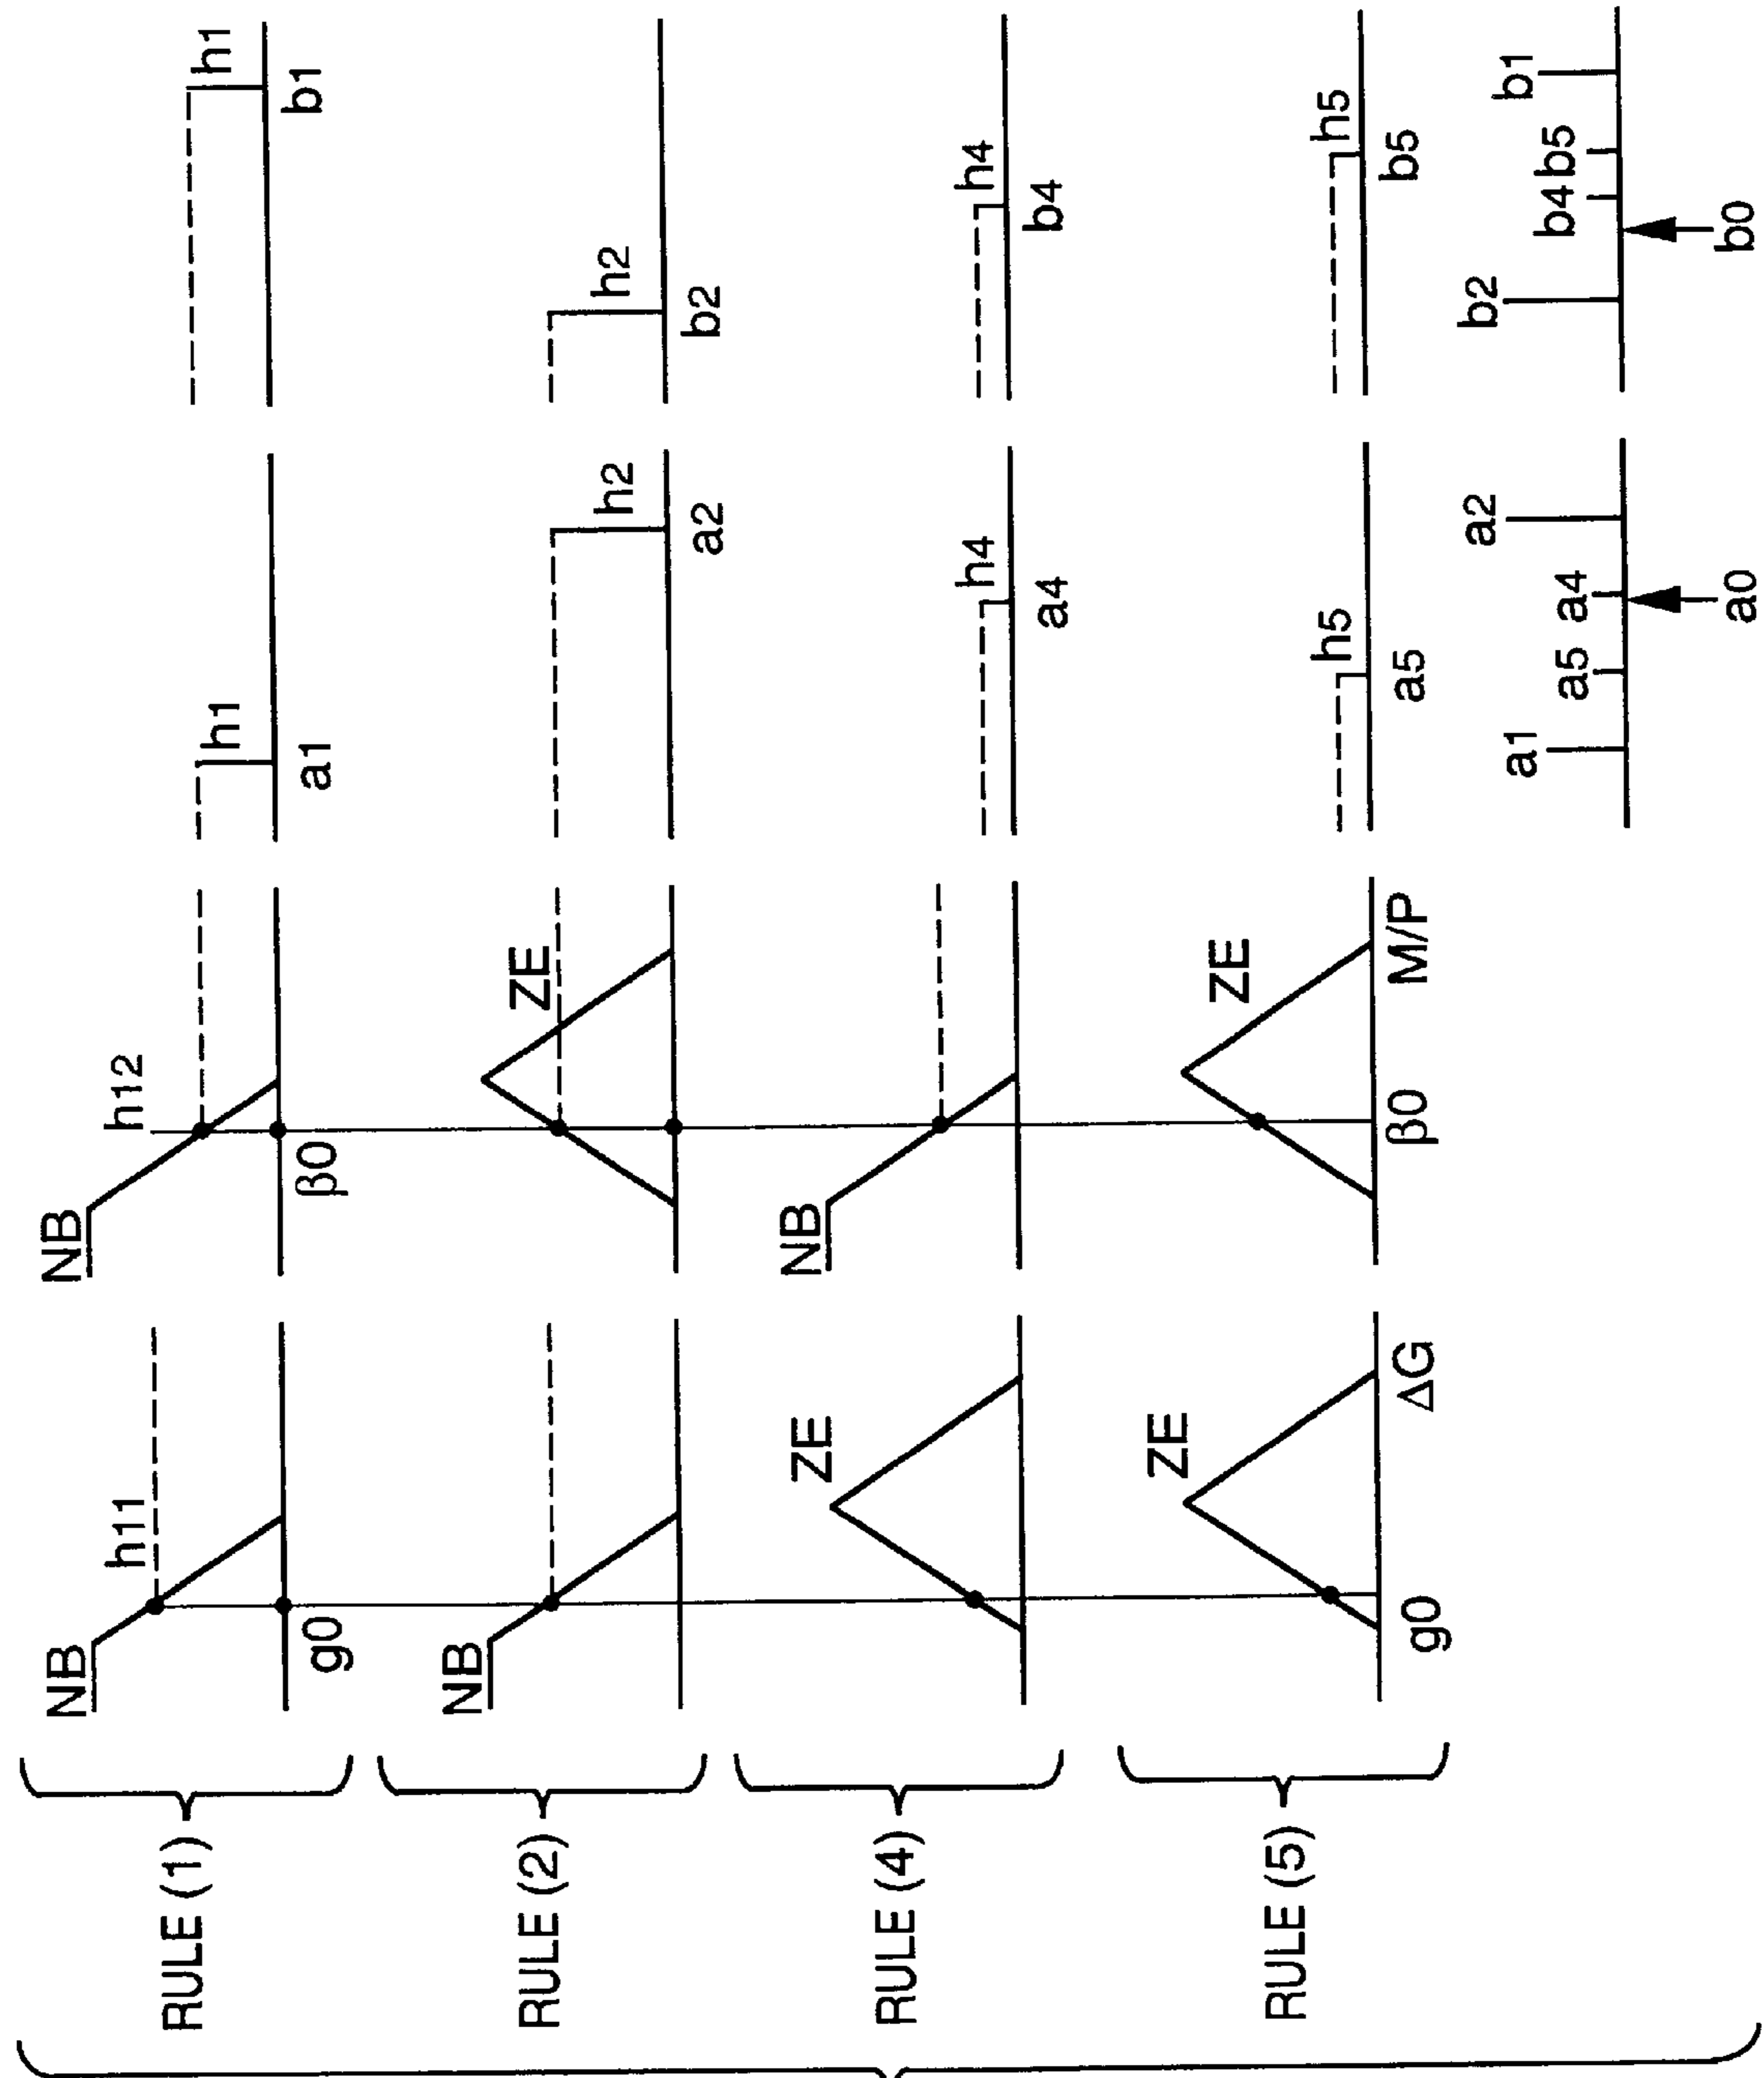 RULE (1)
NB
h11
g0
NB
h12
β0
h1
a1
h1
b1
RULE (2)
NB
ZE
h2
a2
h2
b2
RULE (4)
ZE
NB
h4
a4
h4
b4
RULE (5)
ZE
g0
ΔG
ZE
β0
M/P
h5
a5
h5
b5
a1
a5
a4
a2
a0
b2
b4
b5
b1
b0